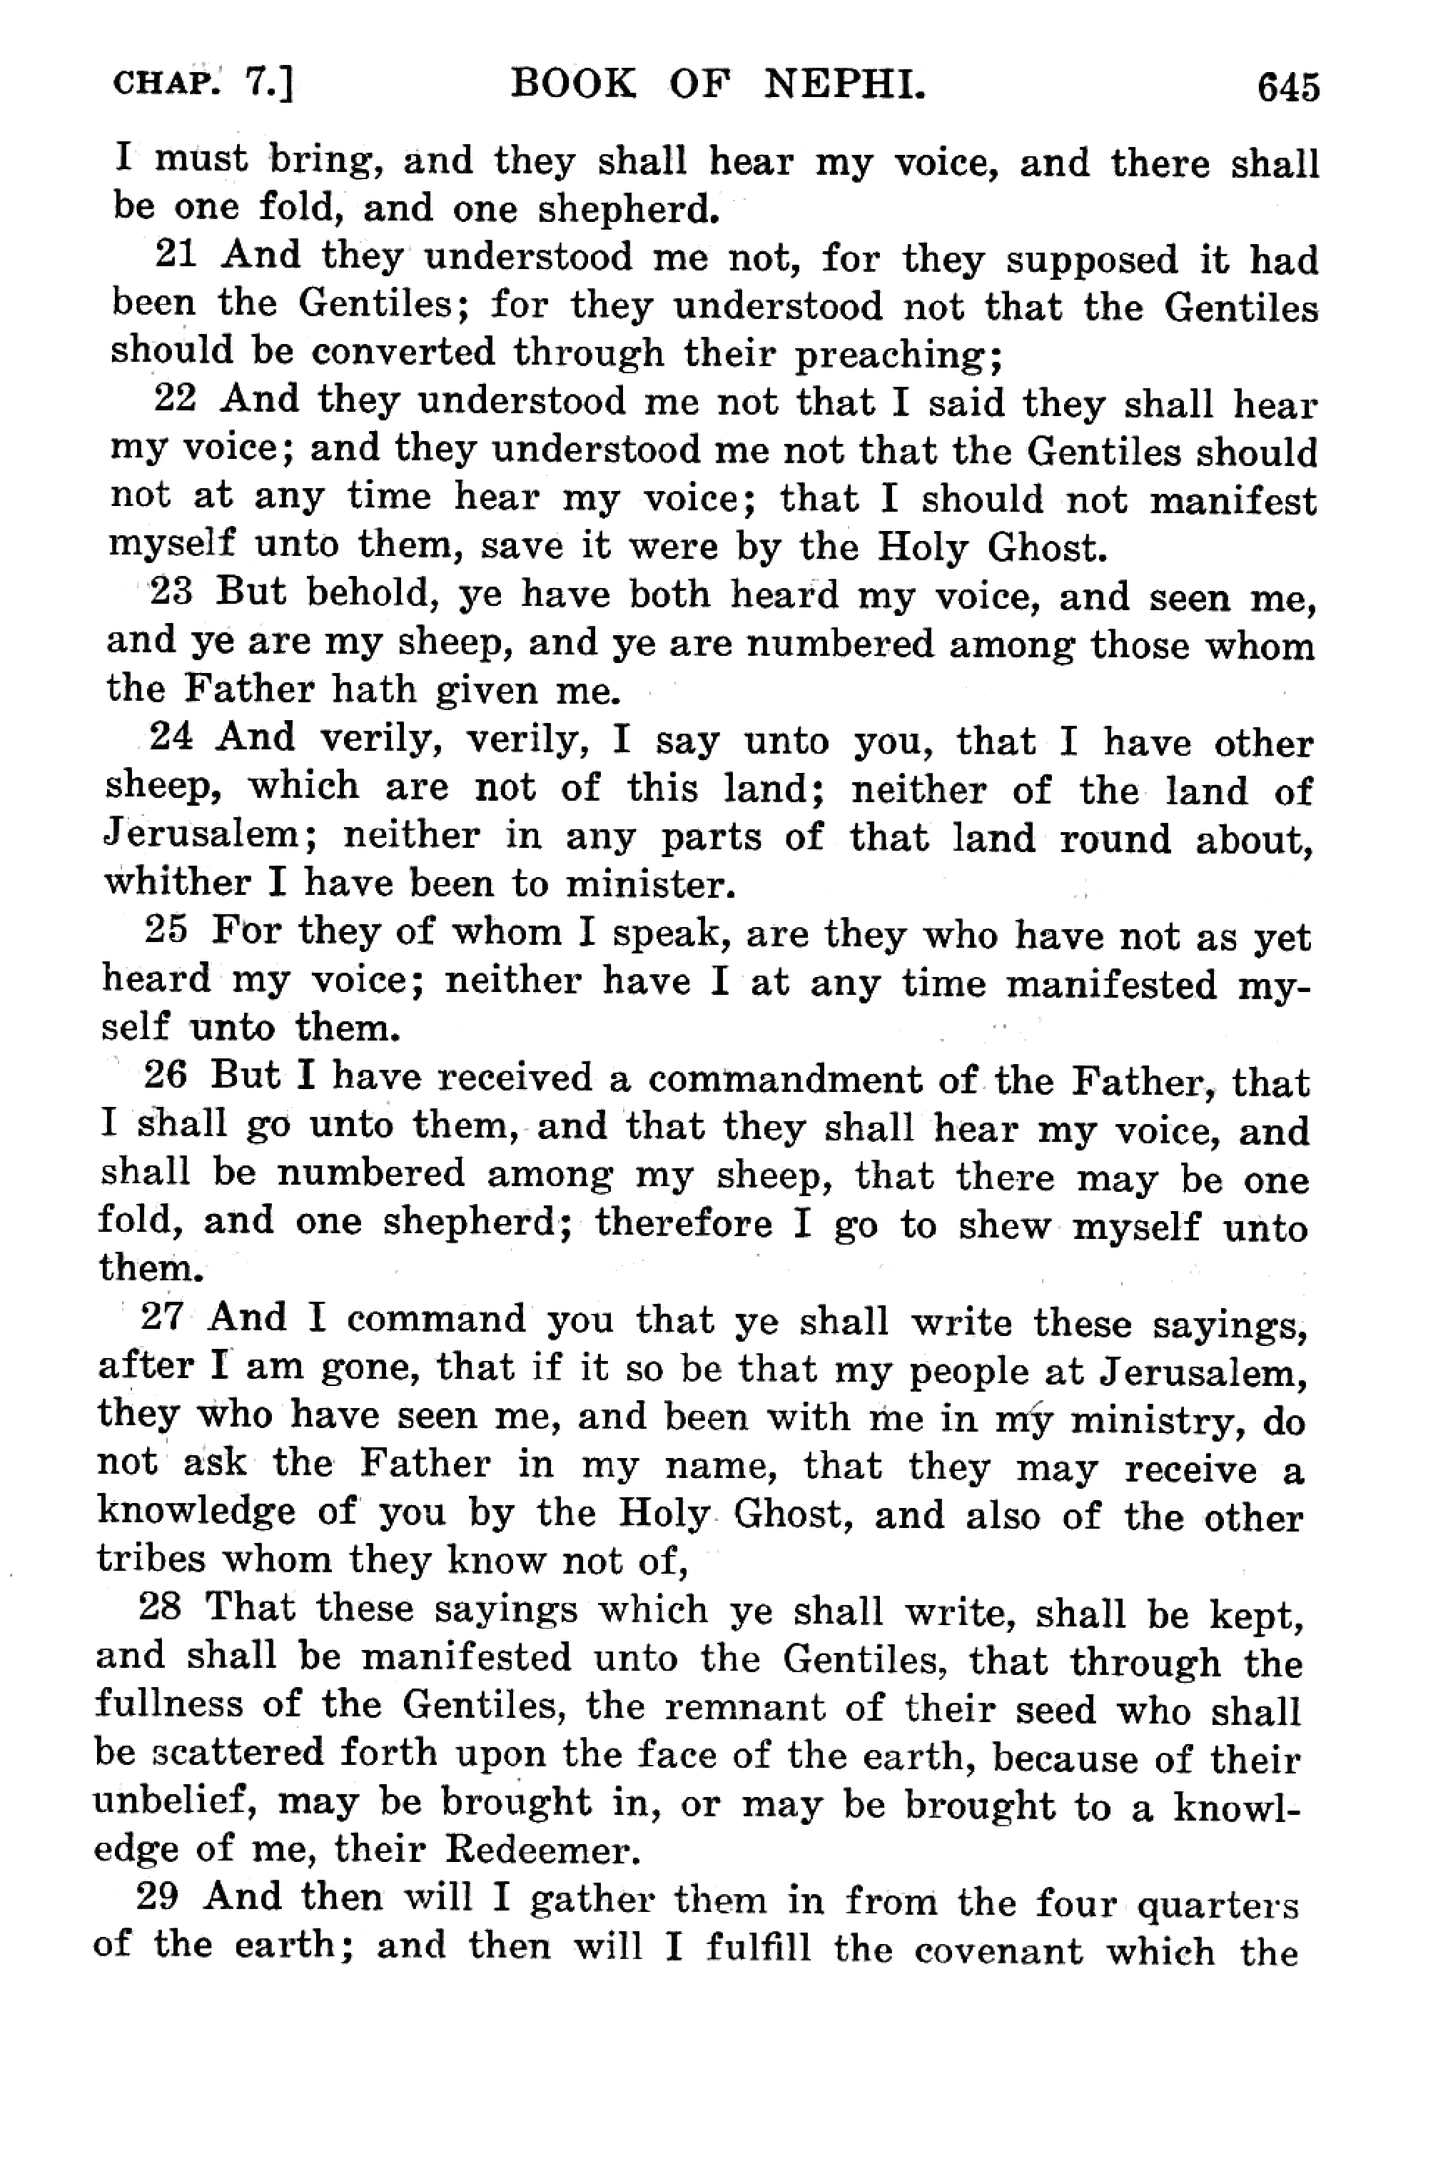 CHAP. 7.] BOOK OF NEPHI. 645
I must bring, and they shall hear my voice, and there shall
be one fold, and one shepherd.
21 And they understood me not, for they supposed it had
been the Gentiles; for they understood not that the Gentiles
should be converted through their preaching;
22 And they understood me not that I said they shall hear
my voice; and they understood me not that the Gentiles should
not at any time hear my voice; that I should not manifest
myself unto them, save it were by the Holy Ghost.
23 But behold, ye have both heard my voice, and seen me,
and ye are my sheep, and ye are numbered among those whom
the Father hath given me.
24 And verily, verily, I say unto you, that I have other
sheep, which are not of this land; neither of the land of
Jerusalem; neither in any parts of that land round about,
whither I have been to minister.
25 For they of whom I speak, are they who have not as yet
heard my voice; neither have I at any time manifested my-
self unto them.
26 But I have received a commandment of the Father, that
I shall go unto them, and that they shall hear my voice, and
shall be numbered among my sheep, that there may be one
fold, and one shepherd; therefore I go to shew myself unto
them.
27 And I command you that ye shall write these sayings,
after I am gone, that if it so be that my people at Jerusalem,
they who have seen me, and been with me in my ministry, do
not ask the Father in my name, that they may receive a
knowledge of you by the Holy Ghost, and also of the other
tribes whom they know not of,
28 That these sayings which ye shall write, shall be kept,
and shall be manifested unto the Gentiles, that through the
fullness of the Gentiles, the remnant of their seed who shall
be scattered forth upon the face of the earth, because of their
unbelief, may be brought in, or may be brought to a knowl-
edge of me, their Redeemer.
29 And then will I gather them in from the four quarters
of the earth; and then will I fulfill the covenant which the